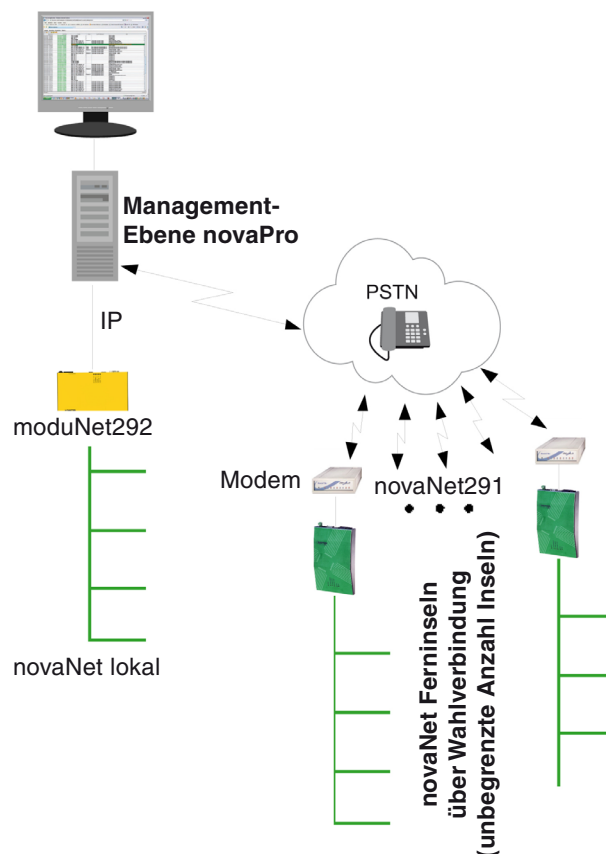 Management-
Ebene novaPro
PSTN
IP
moduNet292
Modem
novaNet291
novaNet lokal
novaNet Ferninseln
über Wahlverbindung
(unbegrenzte Anzahl Inseln)